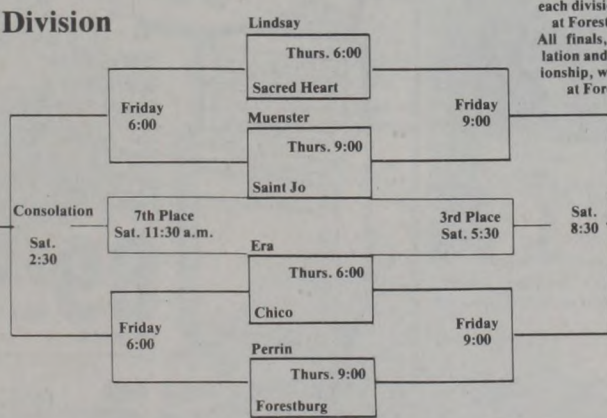 each divisi
at Forest
All finals,
lation and
ionship, w
at For
Division
Lindsay
Thurs. 6:00
Sacred Heart
Friday
6:00
Friday
9:00
Muenster
Thurs. 9:00
Saint Jo
Consolation
Sat.
2:30
7th Place
Sat. 11:30 a.m.
3rd Place
Sat. 5:30
Sat.
8:30
Era
Thurs. 6:00
Chico
Friday
6:00
Friday
9:00
Perrin
Thurs. 9:00
Forestburg